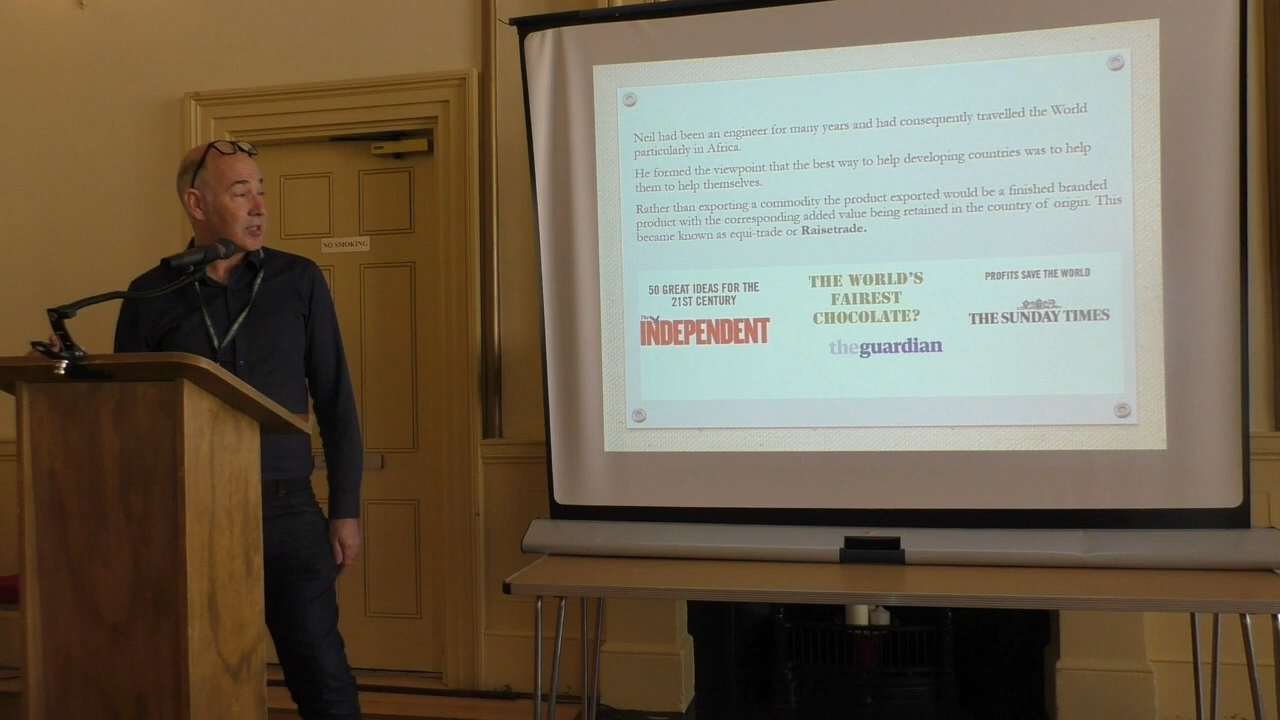 NO SMOKING
Neil had been an engineer for many years and had consequently travelled the World
particularly in Africa.
He formed the viewpoint that the best way to help developing countries was to help
them to help themselves.
Rather than exporting a commodity the product exported would be a finished branded
product with the corresponding added value being retained in the country of origin. This
became known as equi-trade or Raisetrade.
50 GREAT IDEAS FOR THE
21ST CENTURY
The
INDEPENDENT
THE WORLD'S
FAIREST
CHOCOLATE?
theguardian
PROFITS SAVE THE WORLD
THE SUNDAY TIMES